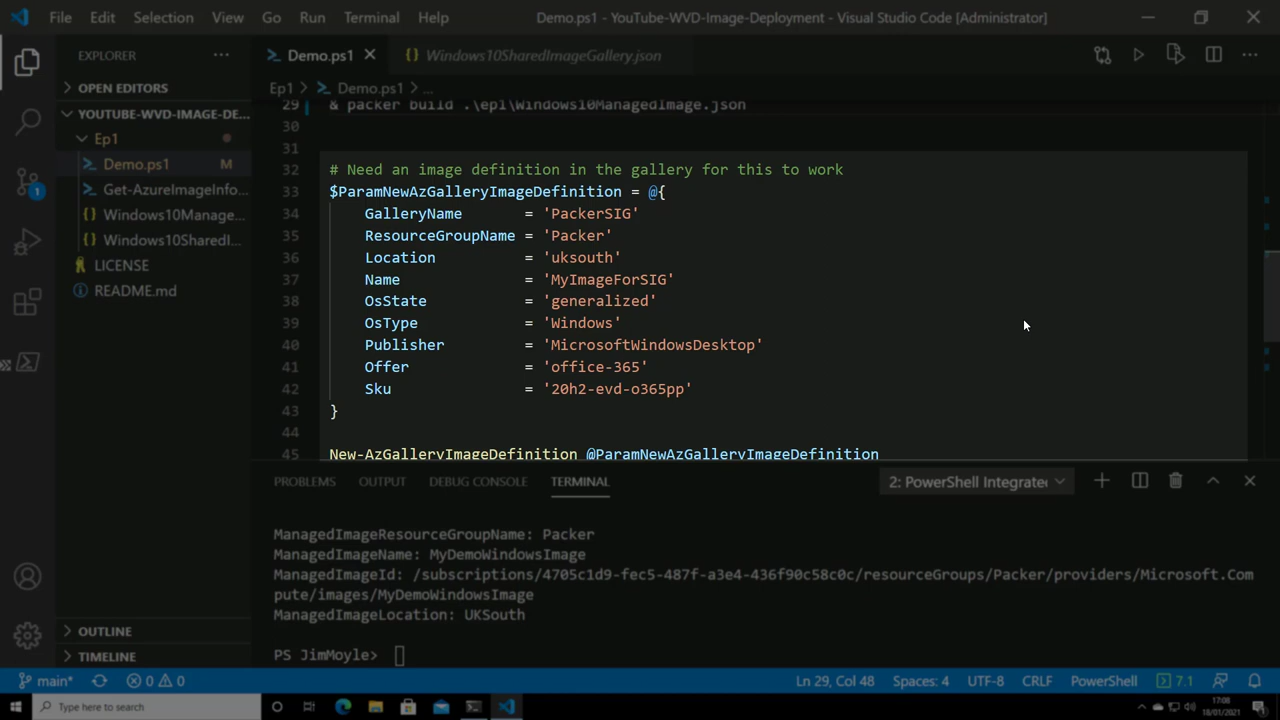 File Edit Selection View Go Run Terminal Help Demo.ps1 - YouTube-WVD-Image-Deployment - Visual Studio Code [Administrator]
EXPLORER
OPEN EDITORS
YOUTUBE-WVD-IMAGE-DE...
Ep1
Demo.ps1 M
Get-AzureImageInfo...
Windows10Manage...
Windows10SharedI...
LICENSE
README.md
OUTLINE
TIMELINE
1
Demo.ps1 Windows10SharedImageGallery.json
Ep1 > Demo.ps1 > ...
29 & packer build .\ep1\Windows10ManagedImage.json
30
31
32 # Need an image definition in the gallery for this to work
33 $ParamNewAzGalleryImageDefinition = @{
34 GalleryName = 'PackerSIG'
35 ResourceGroupName = 'Packer'
36 Location = 'uksouth'
37 Name = 'MyImageForSIG'
38 OsState = 'generalized'
39 OsType = 'Windows'
40 Publisher = 'MicrosoftWindowsDesktop'
41 Offer = 'office-365'
42 Sku = '20h2-evd-o365pp'
43 }
44
45 New-AzGalleryImageDefinition @ParamNewAzGalleryImageDefinition
PROBLEMS OUTPUT DEBUG CONSOLE TERMINAL 2: PowerShell Integrate
ManagedImageResourceGroupName: Packer
ManagedImageName: MyDemoWindowsImage
ManagedImageId: /subscriptions/4705c1d9-fec5-487f-a3e4-436f90c58c0c/resourceGroups/Packer/providers/Microsoft.Com
pute/images/MyDemoWindowsImage
ManagedImageLocation: UKSouth
PS JimMoyle>
main* 0 0 Ln 29, Col 48 Spaces: 4 UTF-8 CRLF PowerShell 7.1
Type here to search 17:08
18/01/2021